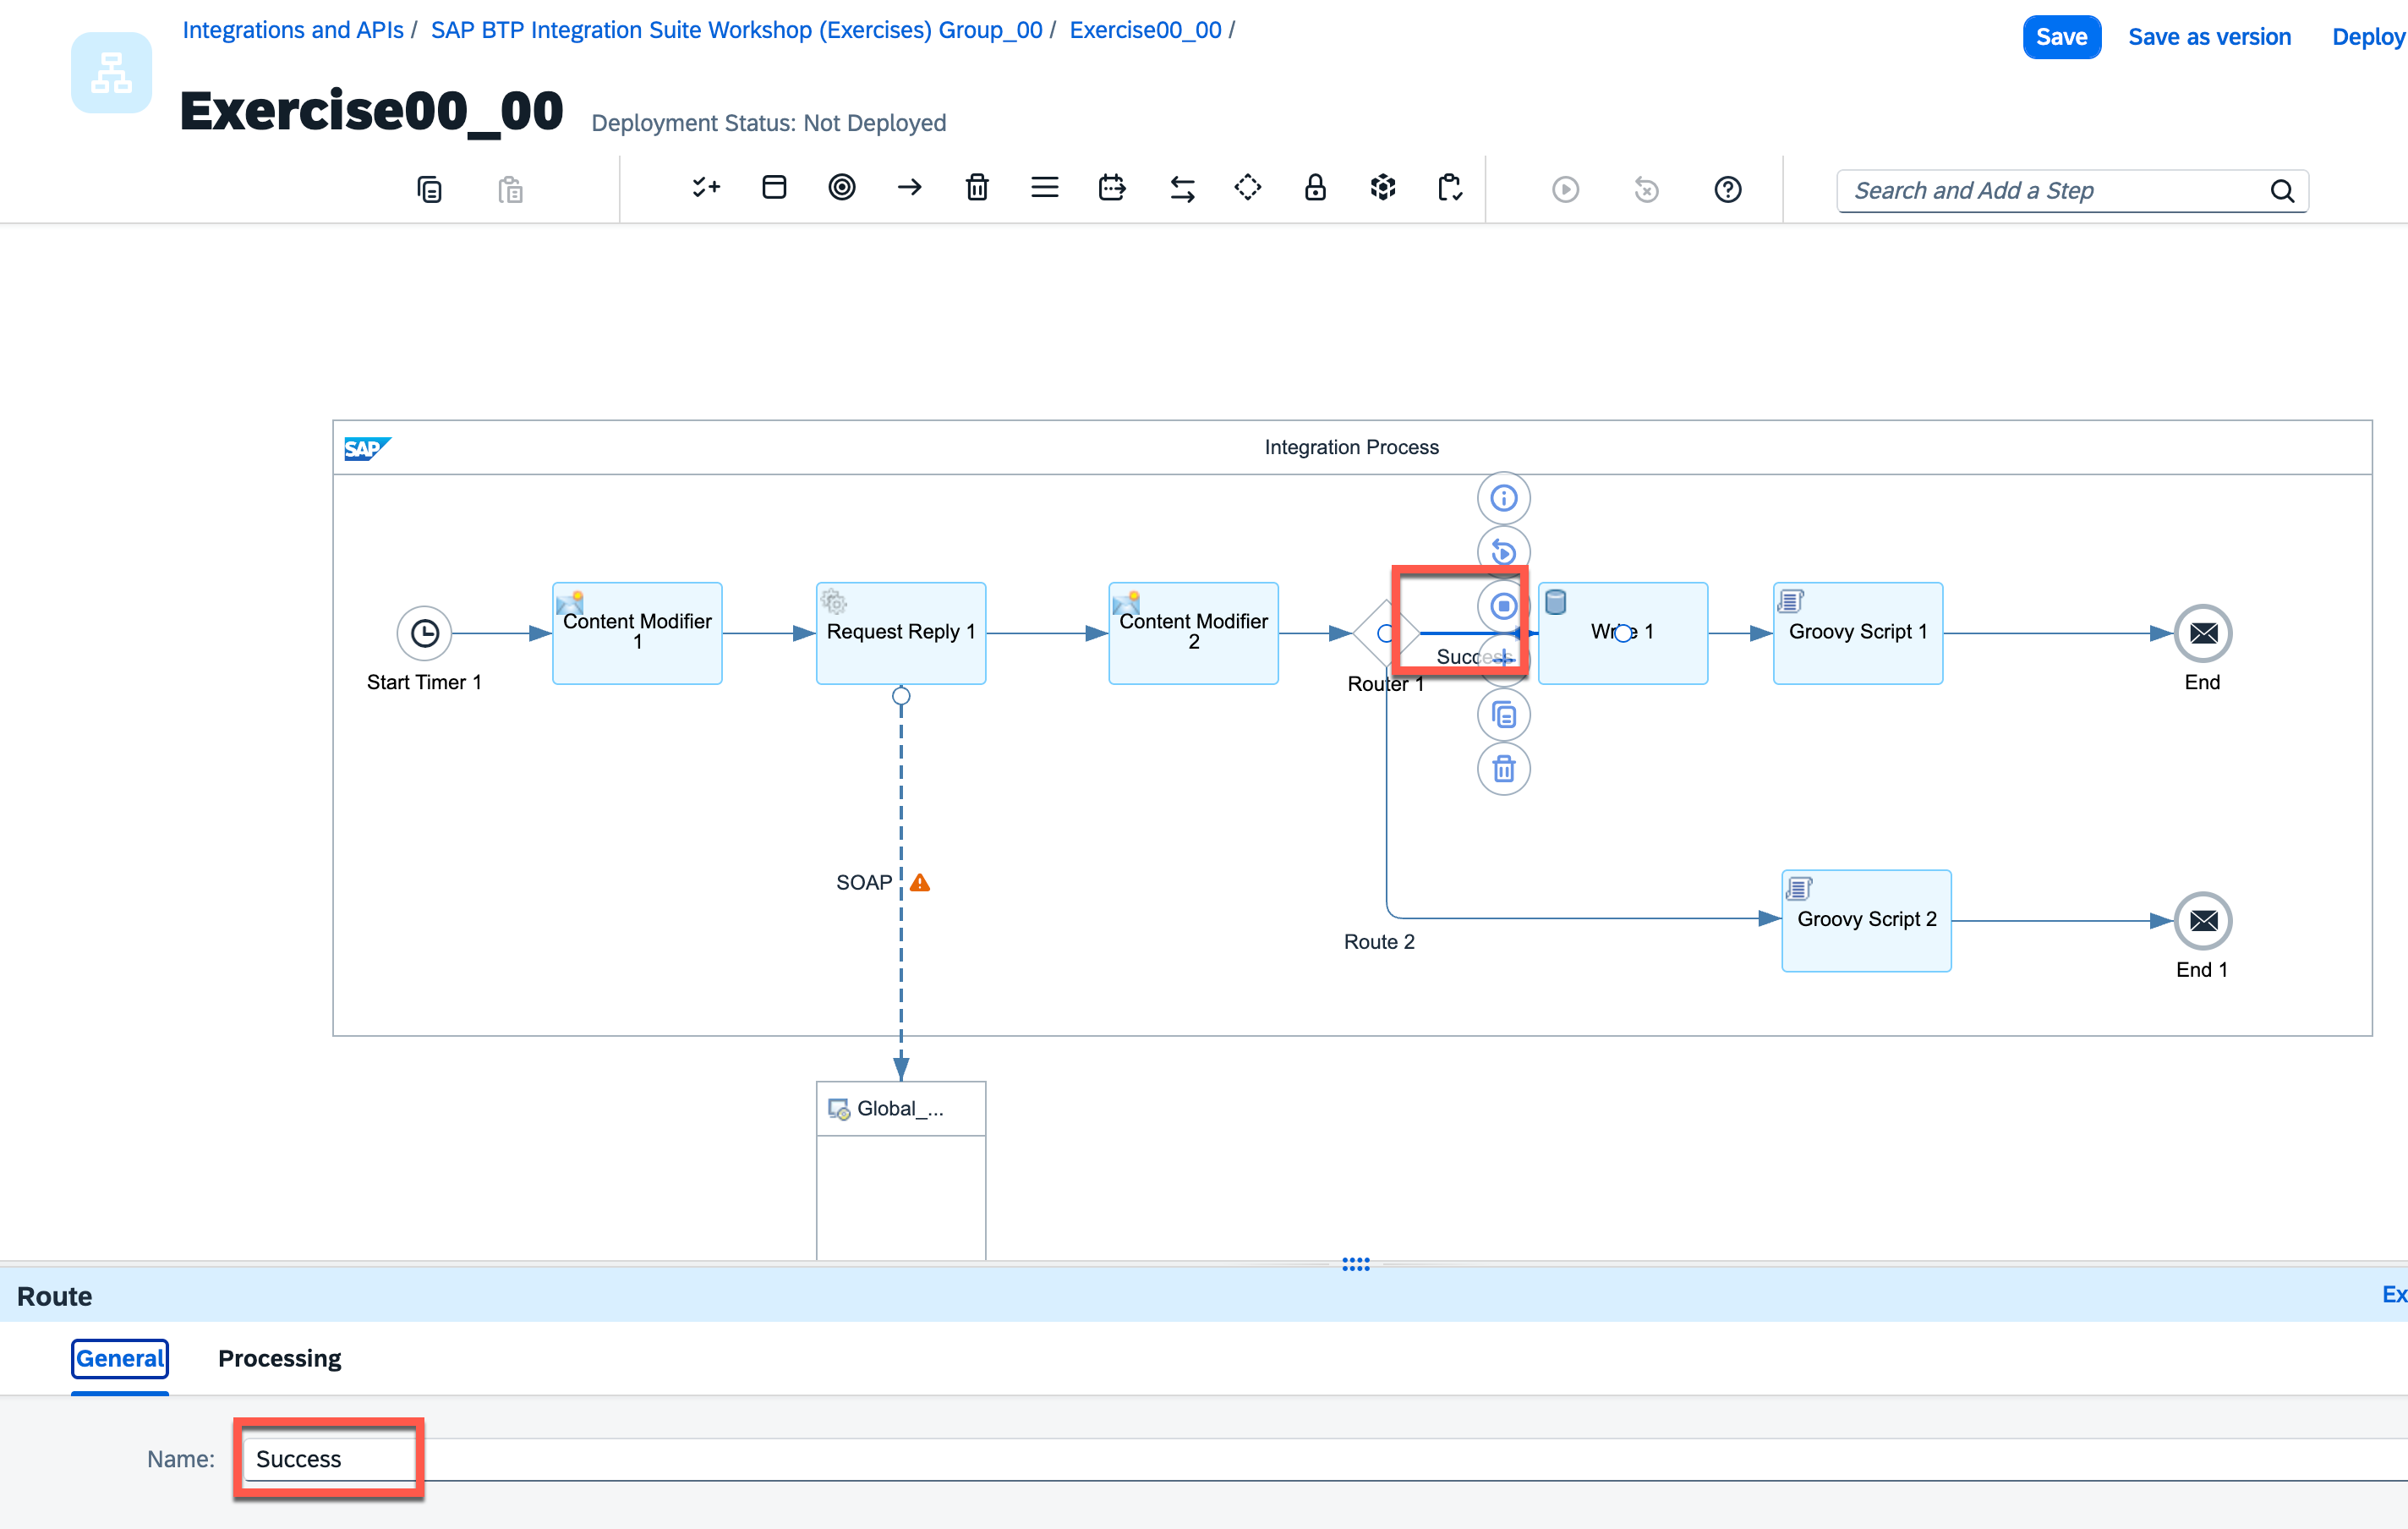 Integrations and APIs / SAP BTP Integration Suite Workshop (Exercises) Group_00 / Exercise00_00 /
Save Save as version Deploy
Exercise00_00 Deployment Status: Not Deployed
Search and Add a Step
SAP Integration Process
Content Modifier
1
Request Reply 1
Content Modifier
2
Write 1
Groovy Script 1
Success
Start Timer 1
Router 1
End
SOAP
Groovy Script 2
Route 2
End 1
Global_...
Route
Ex
General Processing
Name: Success